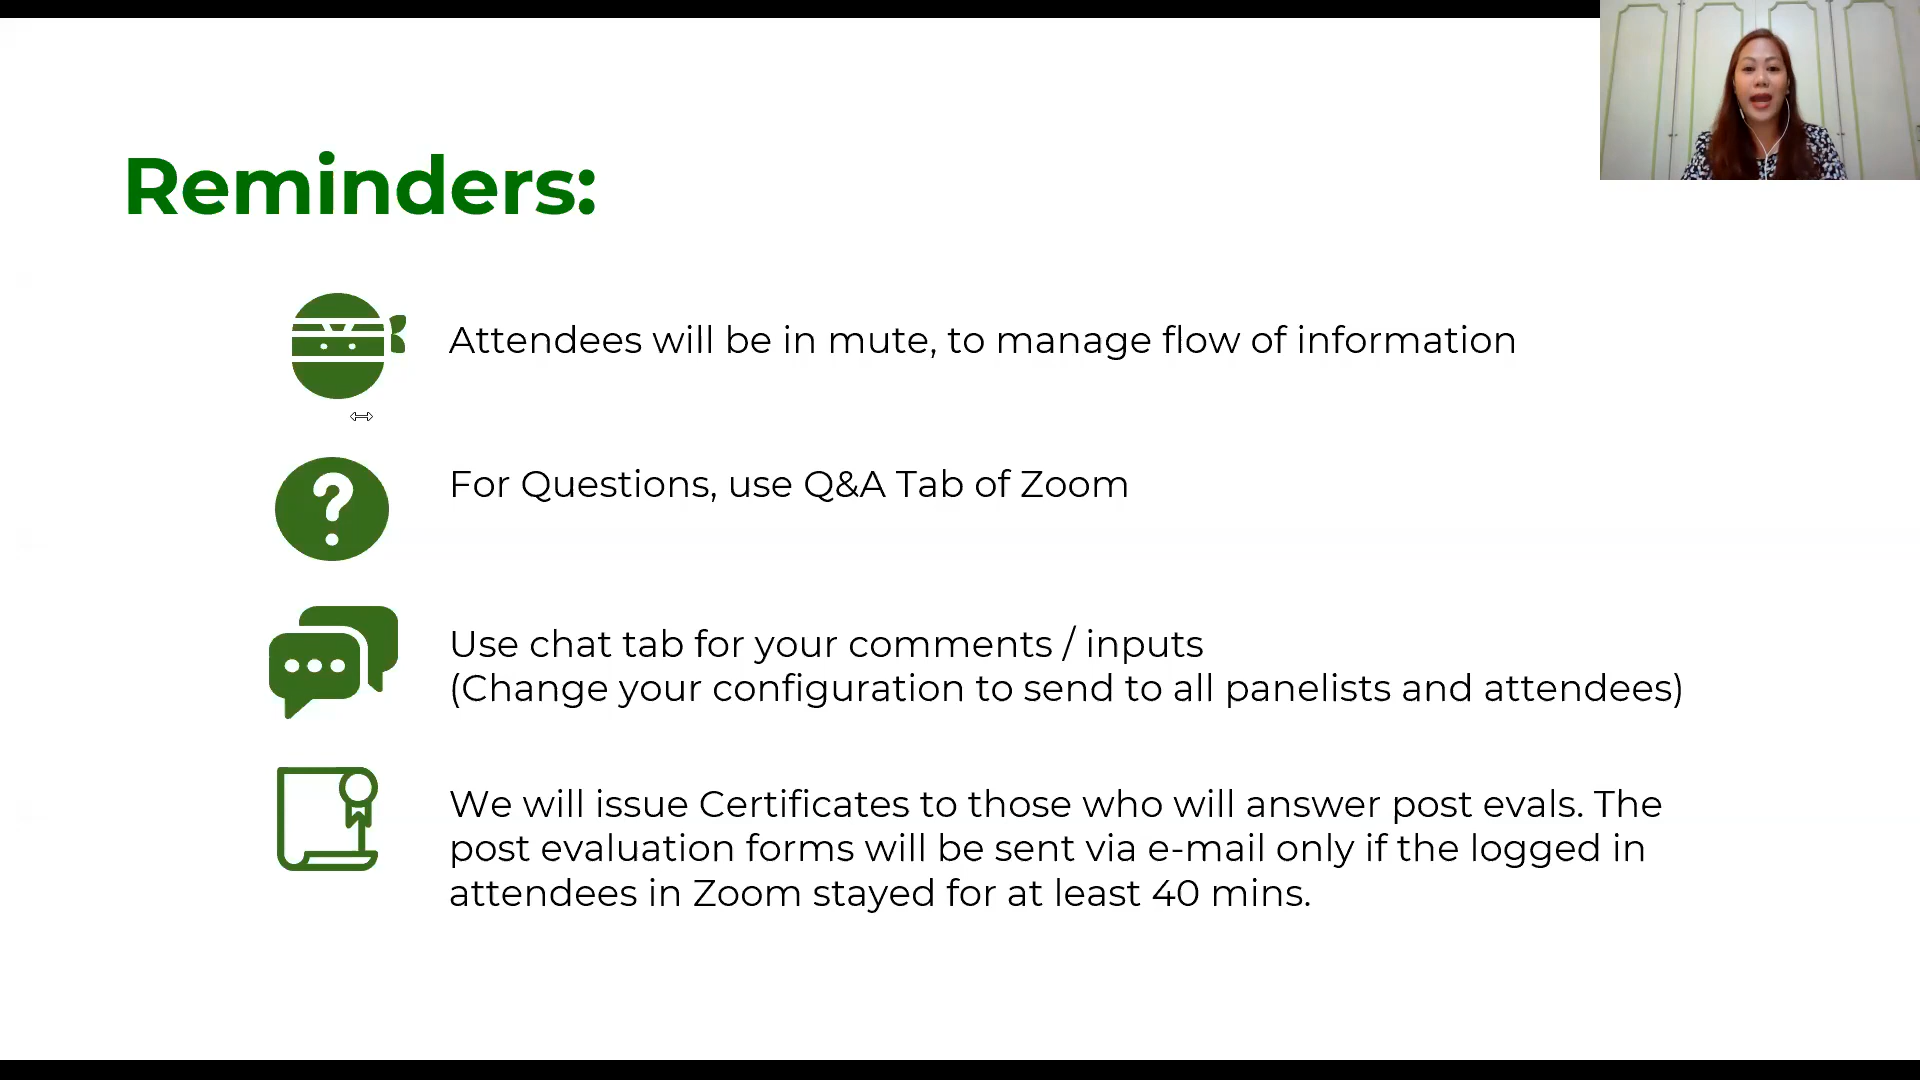 Reminders:
Attendees will be in mute, to manage flow of information
For Questions, use Q&A Tab of Zoom
Use chat tab for your comments / inputs
(Change your configuration to send to all panelists and attendees)
We will issue Certificates to those who will answer post evals. The
post evaluation forms will be sent via e-mail only if the logged in
attendees in Zoom stayed for at least 40 mins.